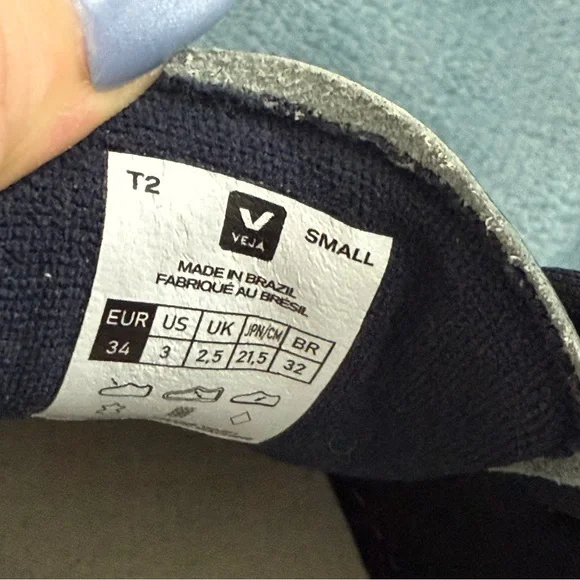 T2
V
VEJA
SMALL
MADE IN BRAZIL
FABRIQUÉ AU BRÉSIL
EUR US UK JPN/CM BR
34 3 2,5 21,5 32